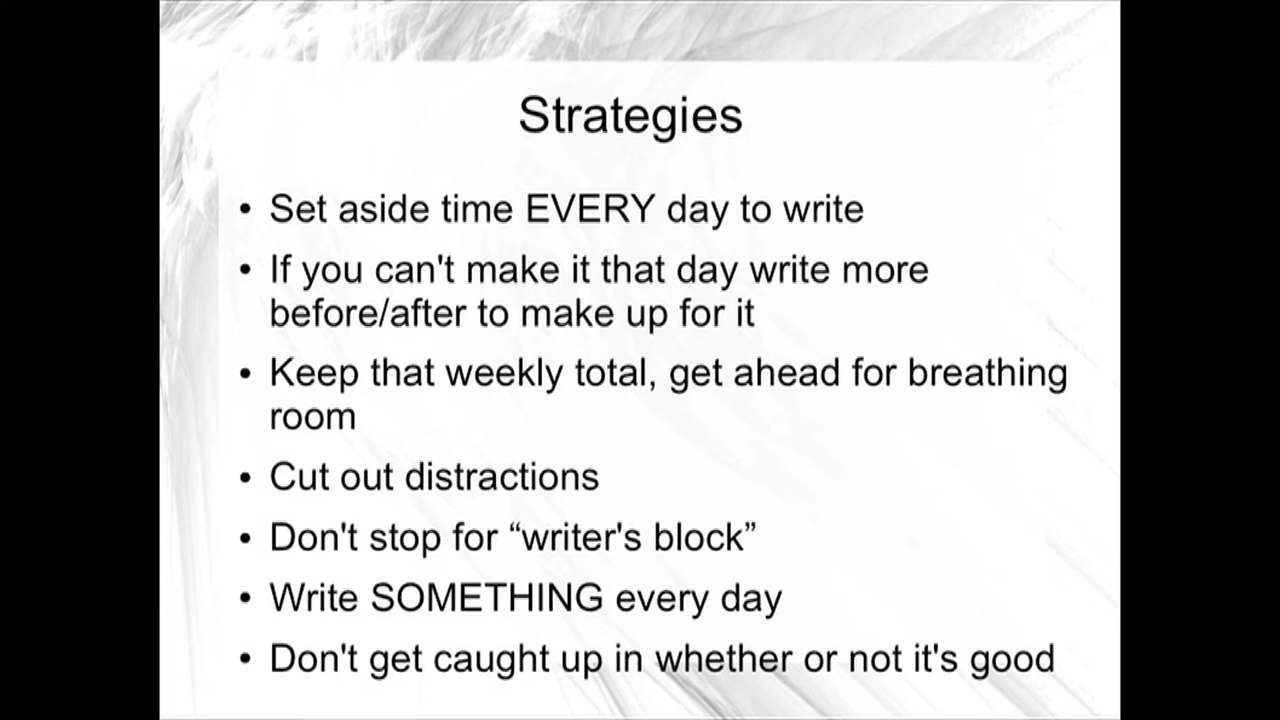 Strategies
• Set aside time EVERY day to write
• If you can't make it that day write more
before/after to make up for it
• Keep that weekly total, get ahead for breathing
room
• Cut out distractions
• Don't stop for “writer's block”
• Write SOMETHING every day
• Don't get caught up in whether or not it's good